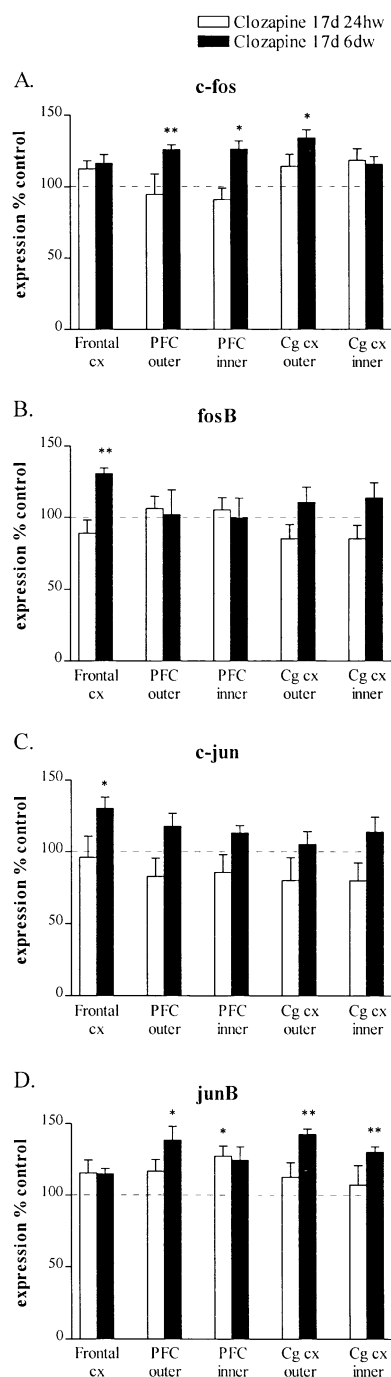 Clozapine 17d 24hw
Clozapine 17d 6dw
A.
c-fos
expression % control
150
100
50
0
** * *
Frontal cx PFC outer PFC inner Cg cx outer Cg cx inner
B.
fosB
expression % control
150
100
50
0
**
Frontal cx PFC outer PFC inner Cg cx outer Cg cx inner
C.
c-jun
expression % control
150
100
50
0
*
Frontal cx PFC outer PFC inner Cg cx outer Cg cx inner
D.
junB
expression % control
150
100
50
0
* * ** **
Frontal cx PFC outer PFC inner Cg cx outer Cg cx inner